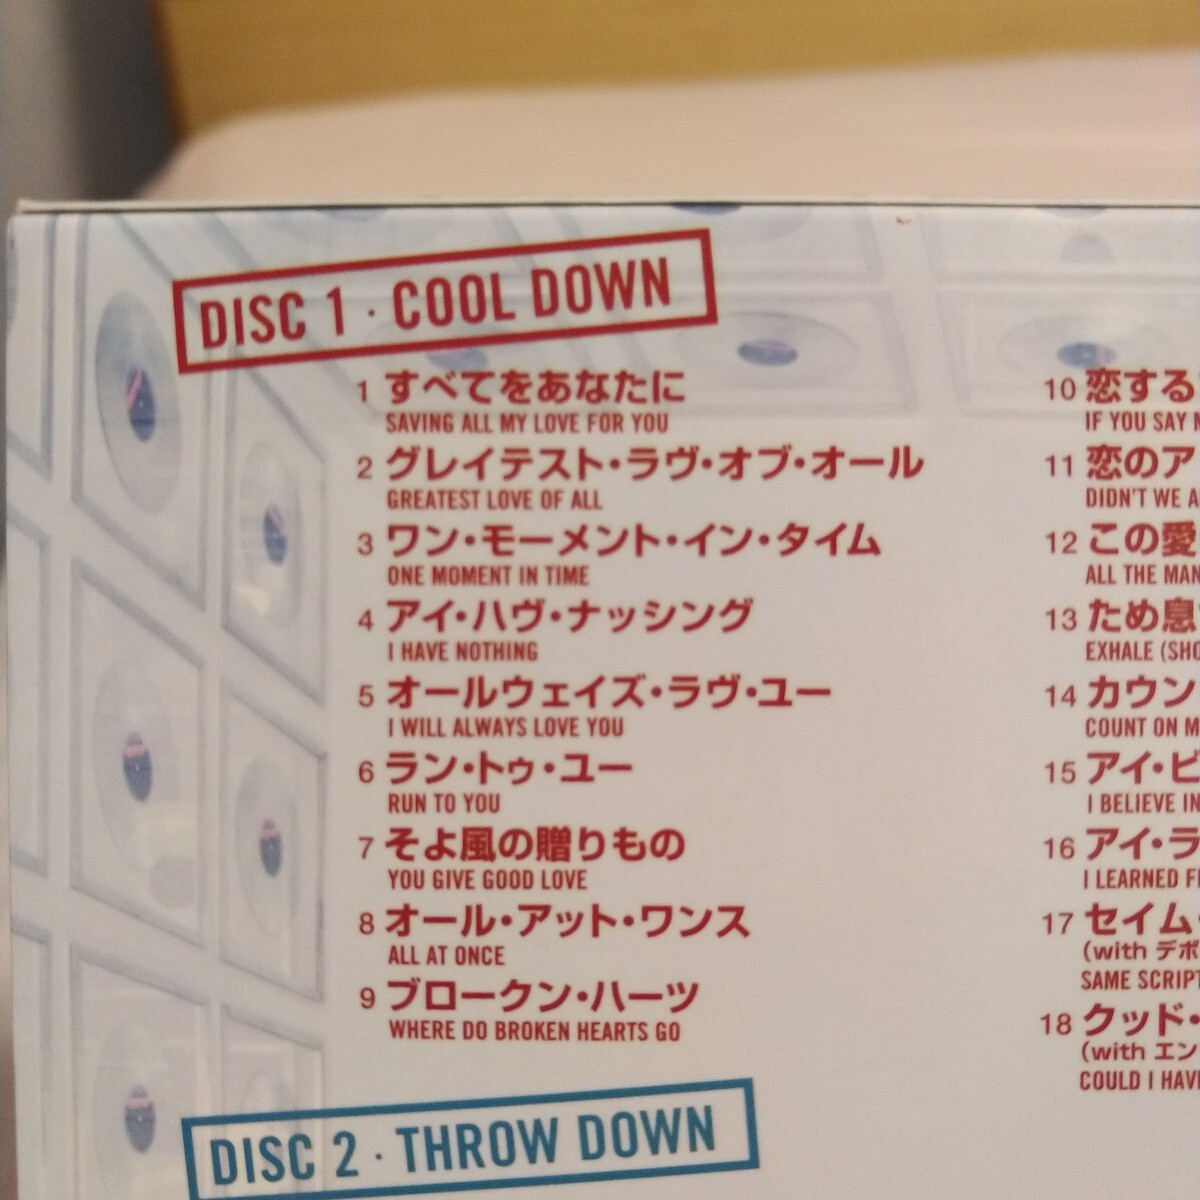 DISC 1・COOL DOWN
1 すべてをあなたに
SAVING ALL MY LOVE FOR YOU
2 グレイテスト・ラヴ・オブ・オール
GREATEST LOVE OF ALL
3 ワン・モーメント・イン・タイム
ONE MOMENT IN TIME
4 アイ・ハヴ・ナッシング
I HAVE NOTHING
5 オールウェイズ・ラヴ・ユー
I WILL ALWAYS LOVE YOU
6 ラン・トゥ・ユー
RUN TO YOU
7 そよ風の贈りもの
YOU GIVE GOOD LOVE
8 オール・アット・ワンス
ALL AT ONCE
9 ブロークン・ハーツ
WHERE DO BROKEN HEARTS GO
10 恋する
IF YOU SAY
11 恋のア
DIDN'T WE A
12 この愛
ALL THE MAN
13 ため息
EXHALE (SHO
14 カウン
COUNT ON M
15 アイ・ビ
I BELIEVE IN
16 アイ・ラ
I LEARNED F
17 セイム・
(with デボ
SAME SCRIPT
18 クッド・
(with エン
COULD I HAV
DISC 2・THROW DOWN